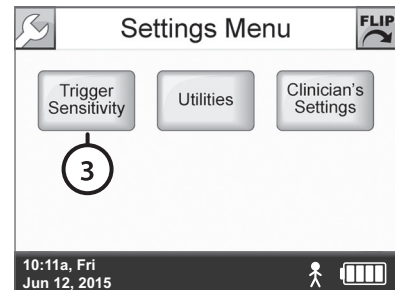 Settings Menu
FLIP
Trigger
Sensitivity
Utilities
Clinician's
Settings
3
10:11a, Fri
Jun 12, 2015